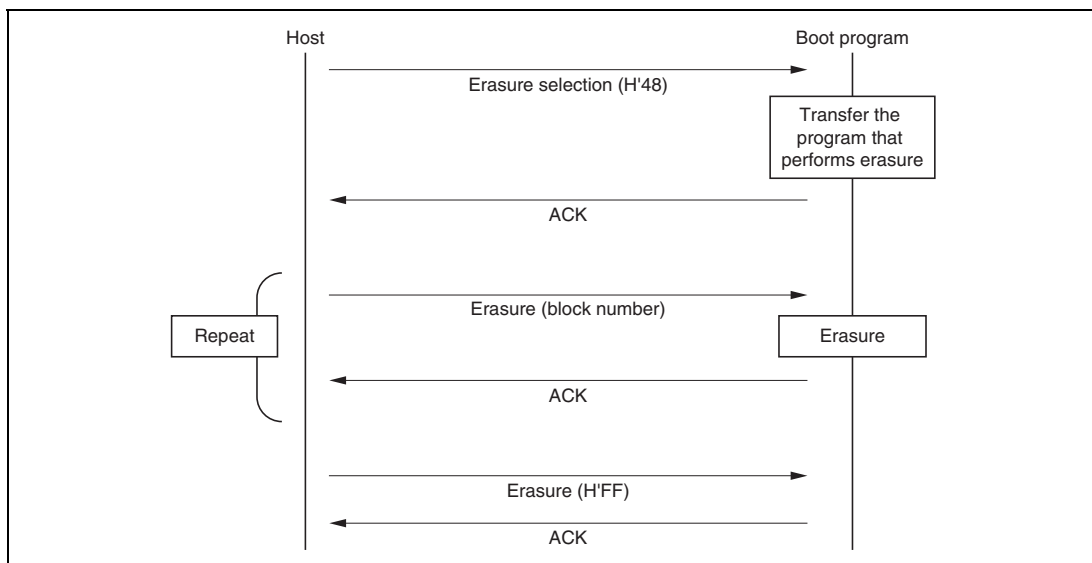 Host
Boot program
Erasure selection (H'48)
Transfer the
program that
performs erasure
ACK
Erasure (block number)
Repeat
Erasure
ACK
Erasure (H'FF)
ACK